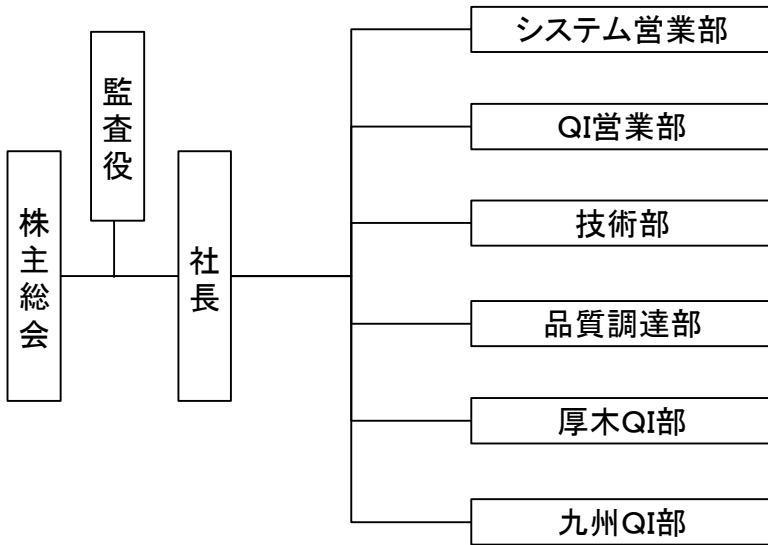 株主総会
監査役
社長
システム営業部
QI営業部
技術部
品質調達部
厚木QI部
九州QI部